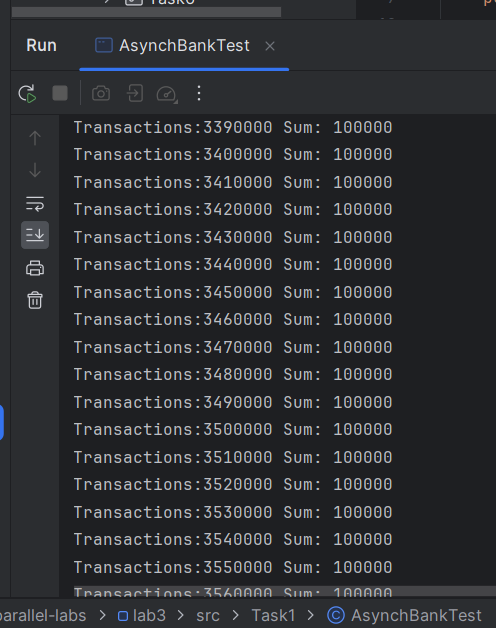 Task6
Run AsynchBankTest
Transactions:3390000 Sum: 100000
Transactions:3400000 Sum: 100000
Transactions:3410000 Sum: 100000
Transactions:3420000 Sum: 100000
Transactions:3430000 Sum: 100000
Transactions:3440000 Sum: 100000
Transactions:3450000 Sum: 100000
Transactions:3460000 Sum: 100000
Transactions:3470000 Sum: 100000
Transactions:3480000 Sum: 100000
Transactions:3490000 Sum: 100000
Transactions:3500000 Sum: 100000
Transactions:3510000 Sum: 100000
Transactions:3520000 Sum: 100000
Transactions:3530000 Sum: 100000
Transactions:3540000 Sum: 100000
Transactions:3550000 Sum: 100000
Transactions:3560000 Sum: 100000
parallel-labs > lab3 > src > Task1 > AsynchBankTest